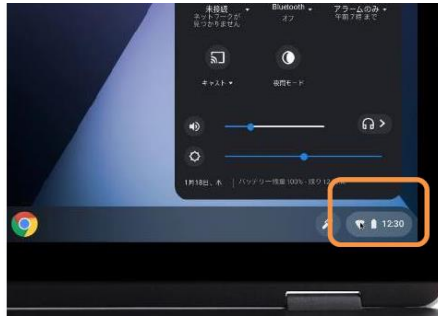 未接続
ネットワークが
見つかりません
Bluetooth
オフ
アラームのみ
午前7時まで
キャスト
夜間モード
1月18日、木
バッテリー残量 100% - 残り
12:30